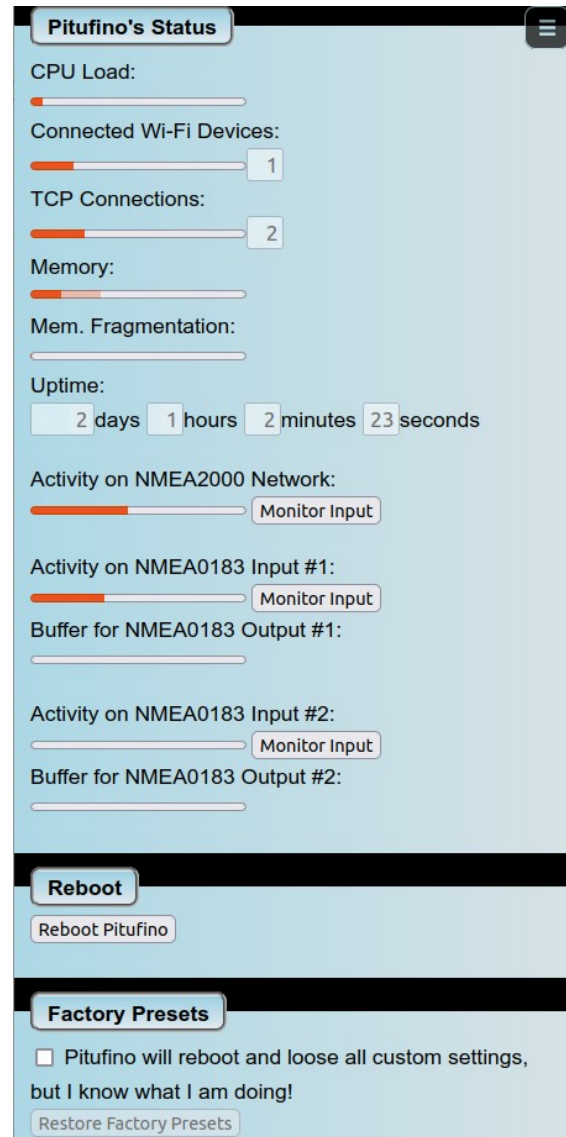 Pitufino's Status
☰
CPU Load:
Connected Wi-Fi Devices:
1
TCP Connections:
2
Memory:
Mem. Fragmentation:
Uptime:
2 days 1 hours 2 minutes 23 seconds
Activity on NMEA2000 Network:
Monitor Input
Activity on NMEA0183 Input #1:
Monitor Input
Buffer for NMEA0183 Output #1:
Activity on NMEA0183 Input #2:
Monitor Input
Buffer for NMEA0183 Output #2:
Reboot
Reboot Pitufino
Factory Presets
Pitufino will reboot and loose all custom settings,
but I know what I am doing!
Restore Factory Presets